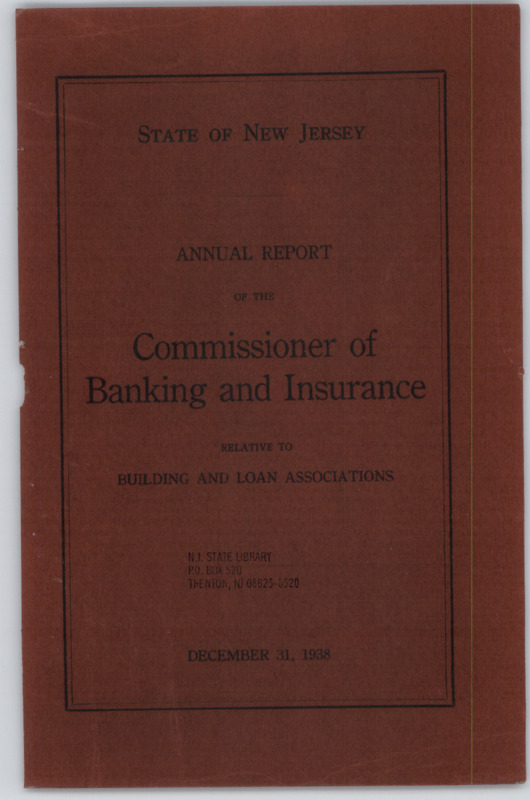 STATE OF NEW JERSEY
ANNUAL REPORT
OF THE
Commissioner of
Banking and Insurance
RELATIVE TO
BUILDING AND LOAN ASSOCIATIONS
N.J. STATE LIBRARY
P.O. BOX 520
TRENTON, NJ 08625-0520
DECEMBER 31, 1938